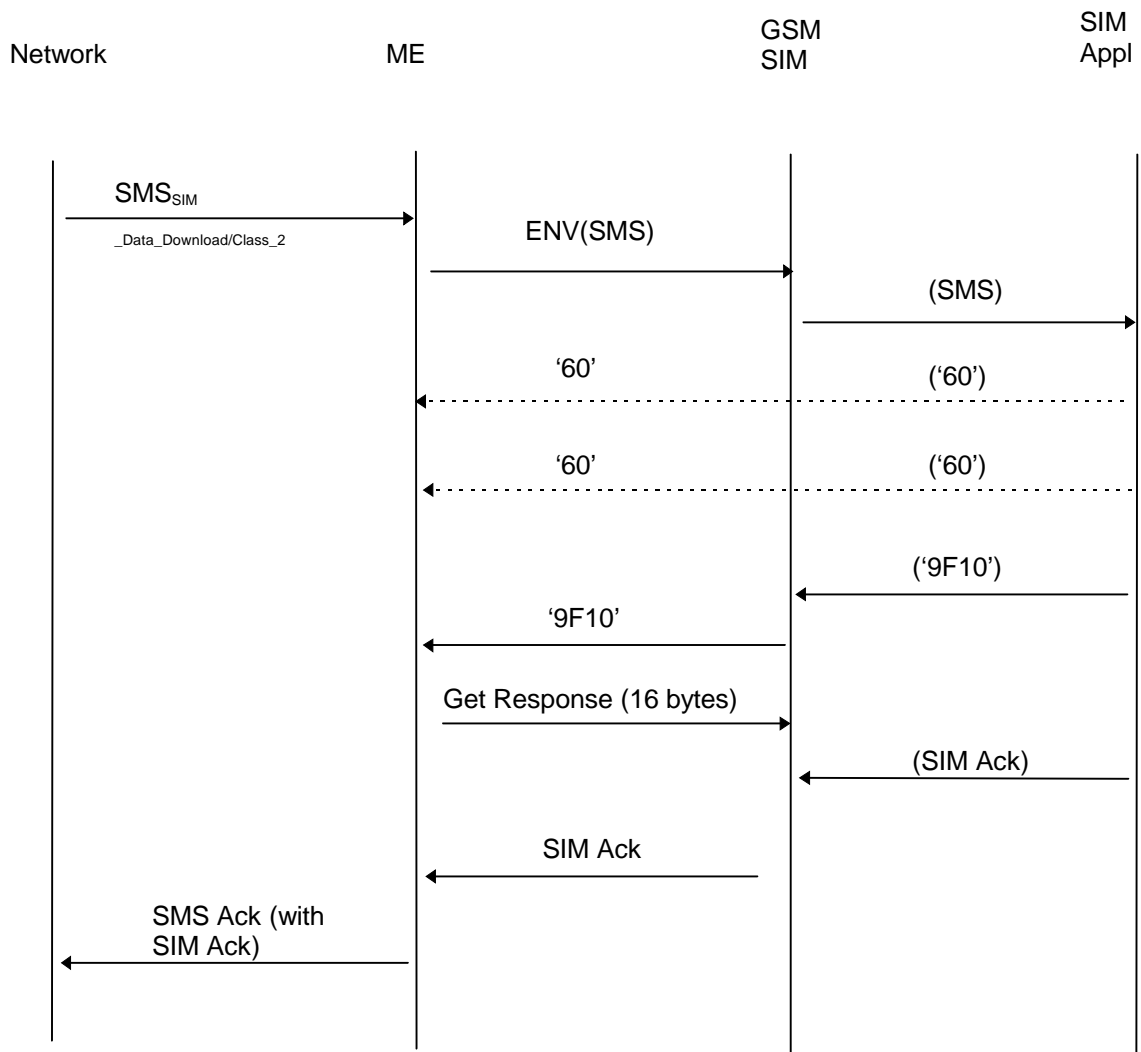 Network
ME
GSM
SIM
SIM
Appl
SMSSIM
_Data_Download/Class_2
ENV(SMS)
(SMS)
‘60’
(‘60’)
‘60’
(‘60’)
(‘9F10’)
‘9F10’
Get Response (16 bytes)
(SIM Ack)
SIM Ack
SMS Ack (with
SIM Ack)